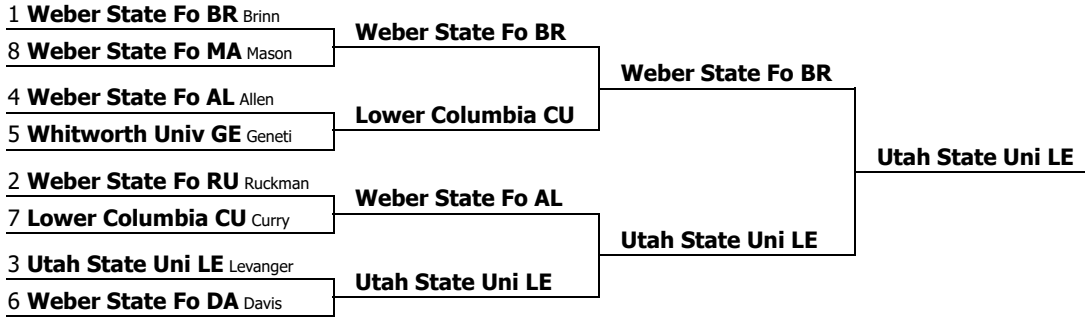 1 Weber State Fo BR Brinn
8 Weber State Fo MA Mason
4 Weber State Fo AL Allen
5 Whitworth Univ GE Geneti
2 Weber State Fo RU Ruckman
7 Lower Columbia CU Curry
3 Utah State Uni LE Levanger
6 Weber State Fo DA Davis
Weber State Fo BR
Lower Columbia CU
Weber State Fo AL
Utah State Uni LE
Weber State Fo BR
Utah State Uni LE
Utah State Uni LE